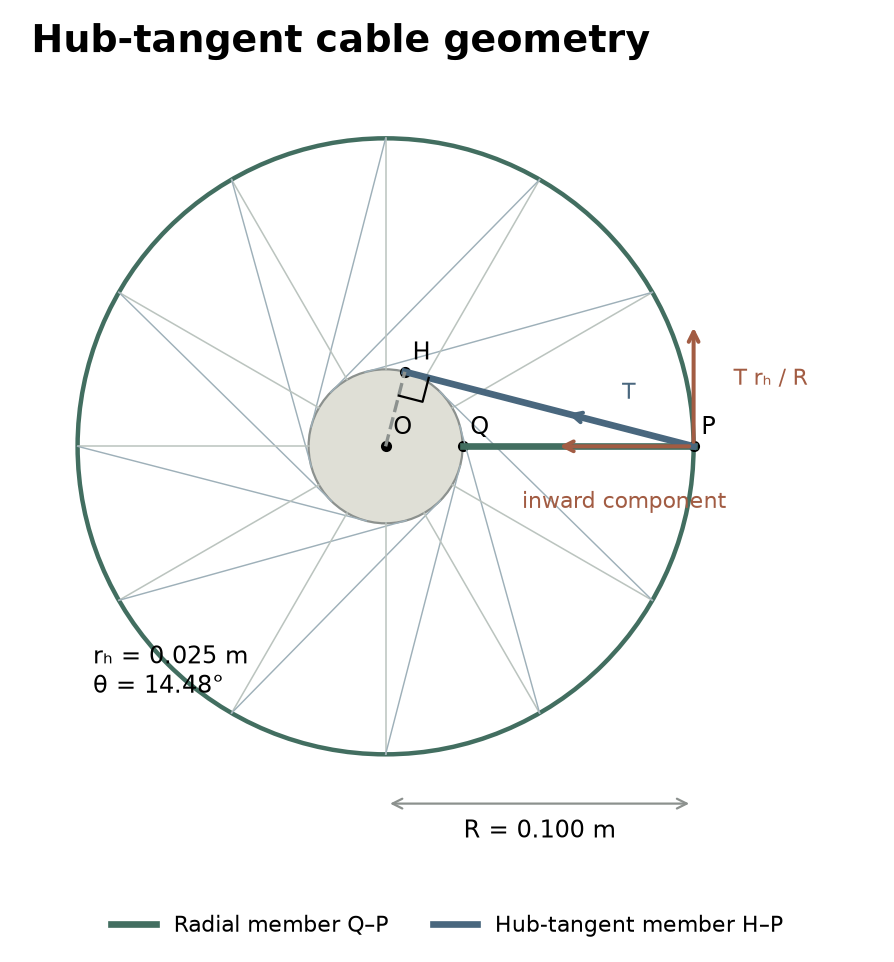 Hub-tangent cable geometry
H
T
T rₕ / R
O
Q
P
inward component
rₕ = 0.025 m
θ = 14.48°
R = 0.100 m
Radial member Q–P
Hub-tangent member H–P